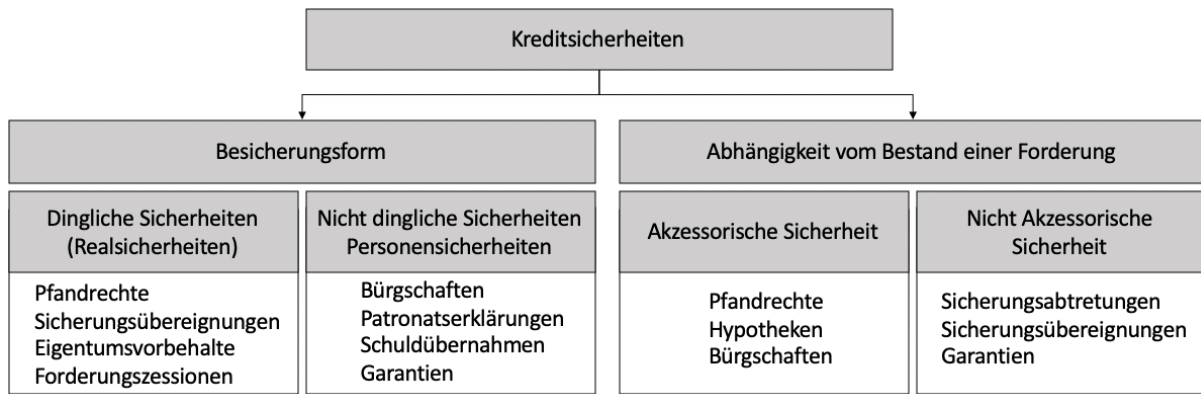 Kreditsicherheiten
Besicherungsform
Abhängigkeit vom Bestand einer Forderung
Dingliche Sicherheiten
(Realsicherheiten)
Nicht dingliche Sicherheiten
Personensicherheiten
Akzessorische Sicherheit
Nicht Akzessorische
Sicherheit
Pfandrechte
Sicherungsübereignungen
Eigentumsvorbehalte
Forderungszessionen
Bürgschaften
Patronatserklärungen
Schuldübernahmen
Garantien
Pfandrechte
Hypotheken
Bürgschaften
Sicherungsabtretungen
Sicherungsübereignungen
Garantien